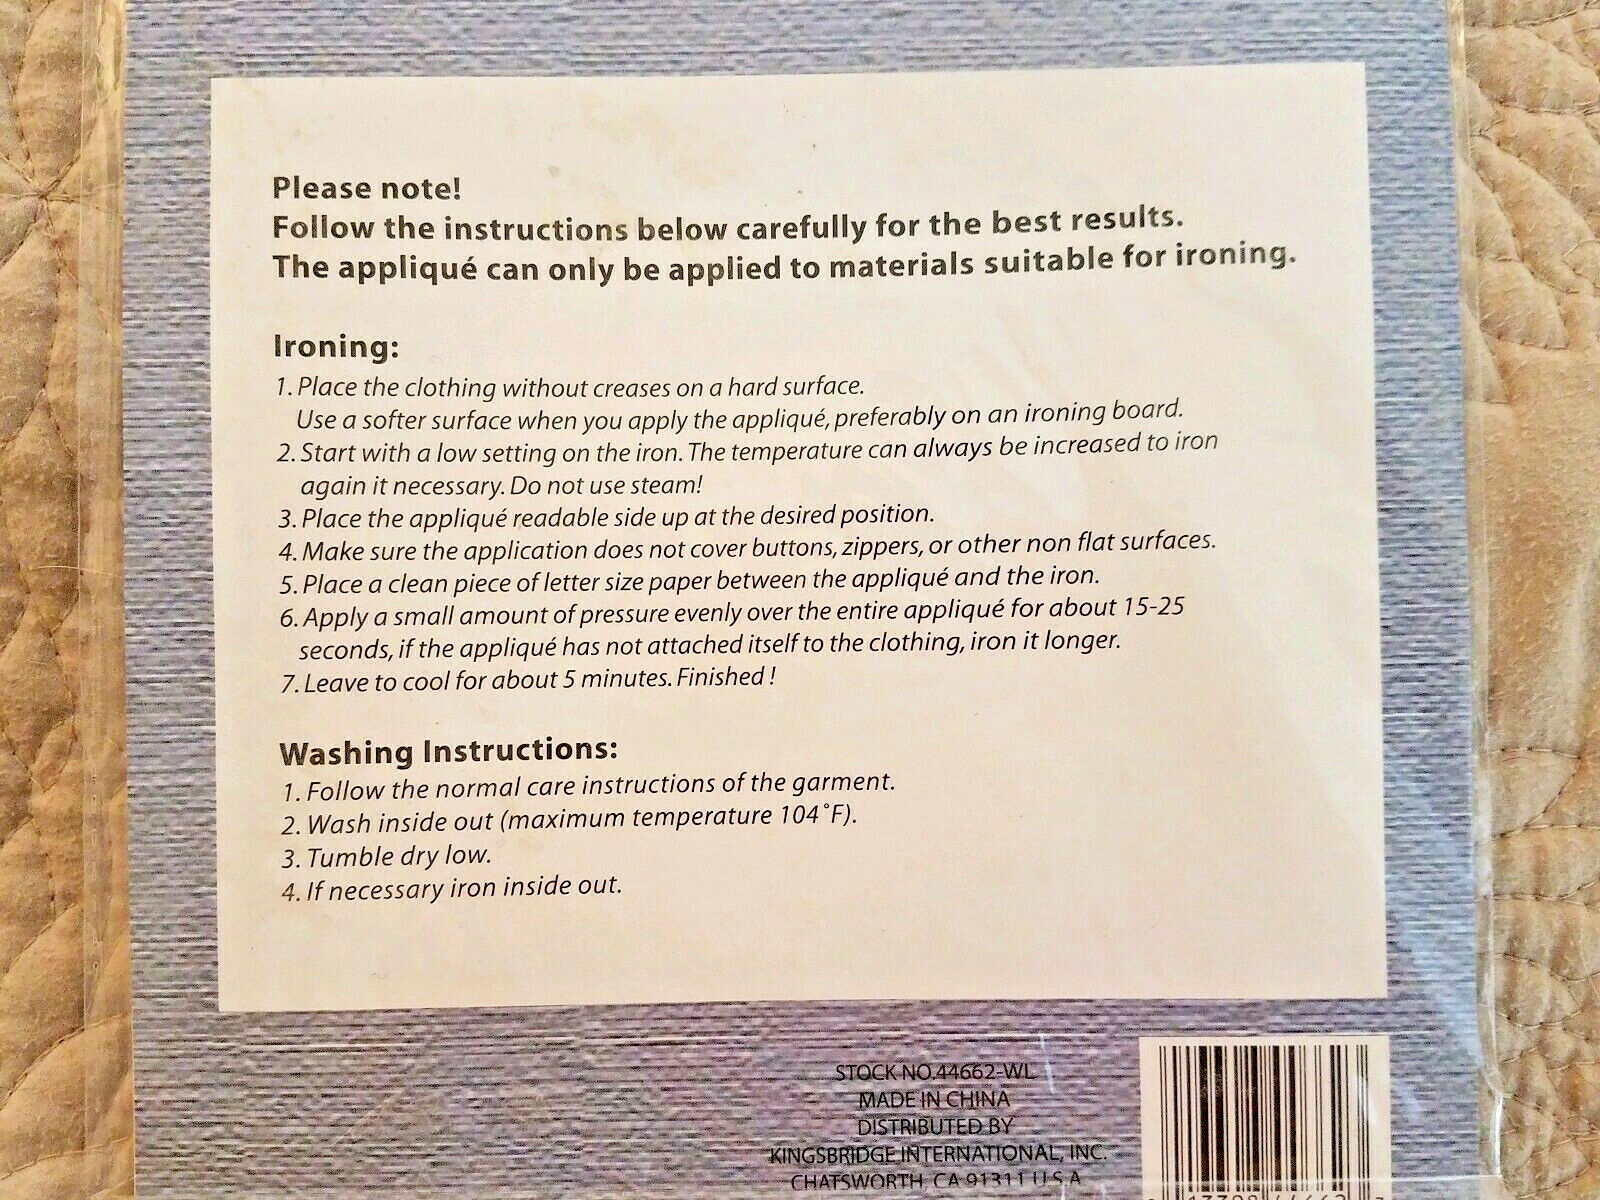 Please note!
Follow the instructions below carefully for the best results.
The appliqué can only be applied to materials suitable for ironing.
Ironing:
1. Place the clothing without creases on a hard surface.
Use a softer surface when you apply the appliqué, preferably on an ironing board.
2. Start with a low setting on the iron. The temperature can always be increased to iron
again it necessary. Do not use steam!
3. Place the appliqué readable side up at the desired position.
4. Make sure the application does not cover buttons, zippers, or other non flat surfaces.
5. Place a clean piece of letter size paper between the appliqué and the iron.
6. Apply a small amount of pressure evenly over the entire appliqué for about 15-25
seconds, if the appliqué has not attached itself to the clothing, iron it longer.
7. Leave to cool for about 5 minutes. Finished !
Washing Instructions:
1. Follow the normal care instructions of the garment.
2. Wash inside out (maximum temperature 104˚F).
3. Tumble dry low.
4. If necessary iron inside out.
STOCK NO.44662-WL
MADE IN CHINA
DISTRIBUTED BY
KINGSBRIDGE INTERNATIONAL, INC.
CHATSWORTH, CA 91311 U.S.A